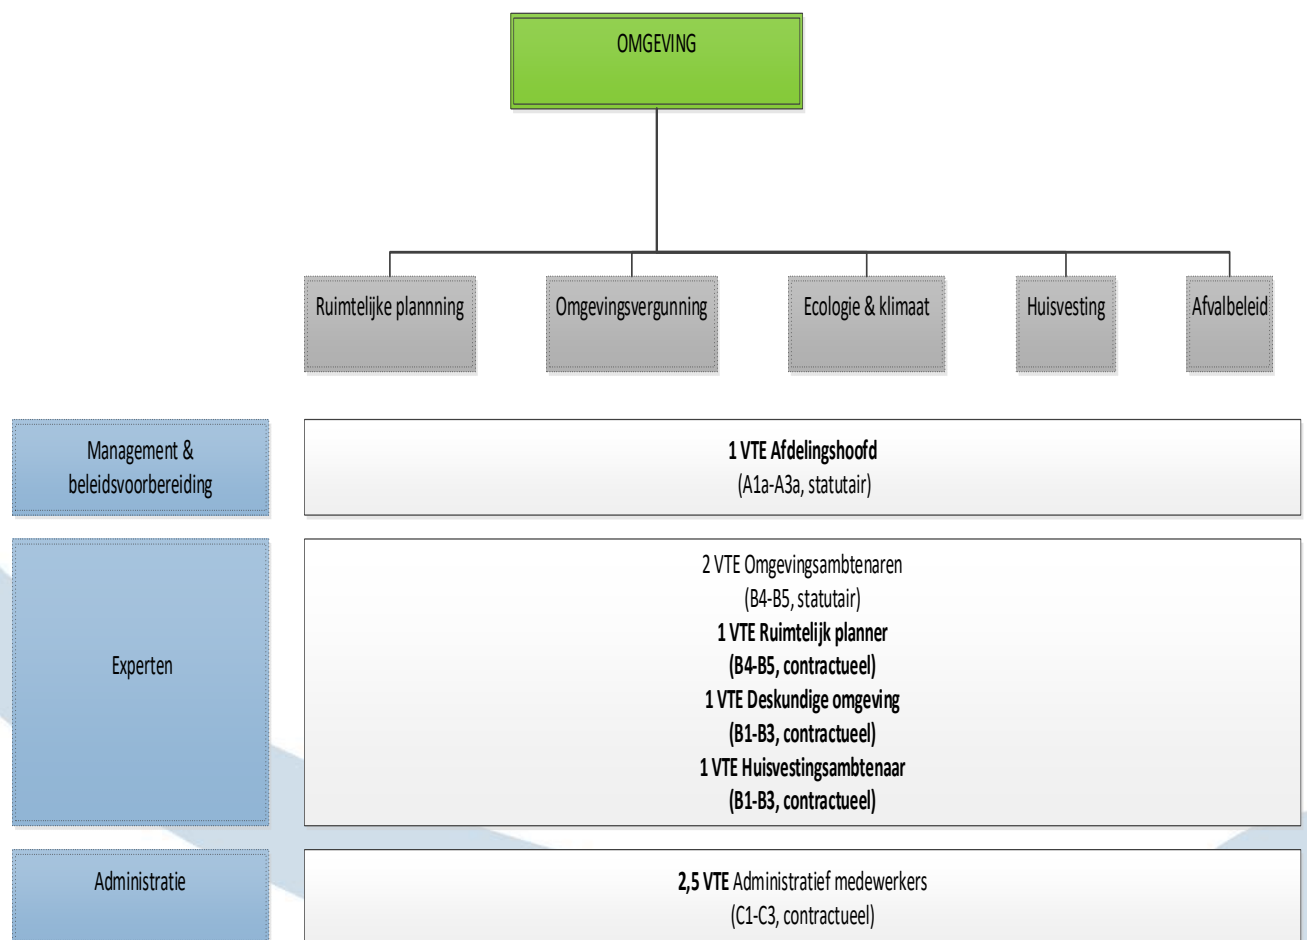 OMGEVING
Ruimtelijke plannning
Omgevingsvergunning
Ecologie & klimaat
Huisvesting
Afvalbeleid
Management &
beleidsvoorbereiding
1 VTE Afdelingshoofd
(A1a-A3a, statutair)
Experten
2 VTE Omgevingsambtenaren
(B4-B5, statutair)
1 VTE Ruimtelijk planner
(B4-B5, contractueel)
1 VTE Deskundige omgeving
(B1-B3, contractueel)
1 VTE Huisvestingsambtenaar
(B1-B3, contractueel)
Administratie
2,5 VTE Administratief medewerkers
(C1-C3, contractueel)